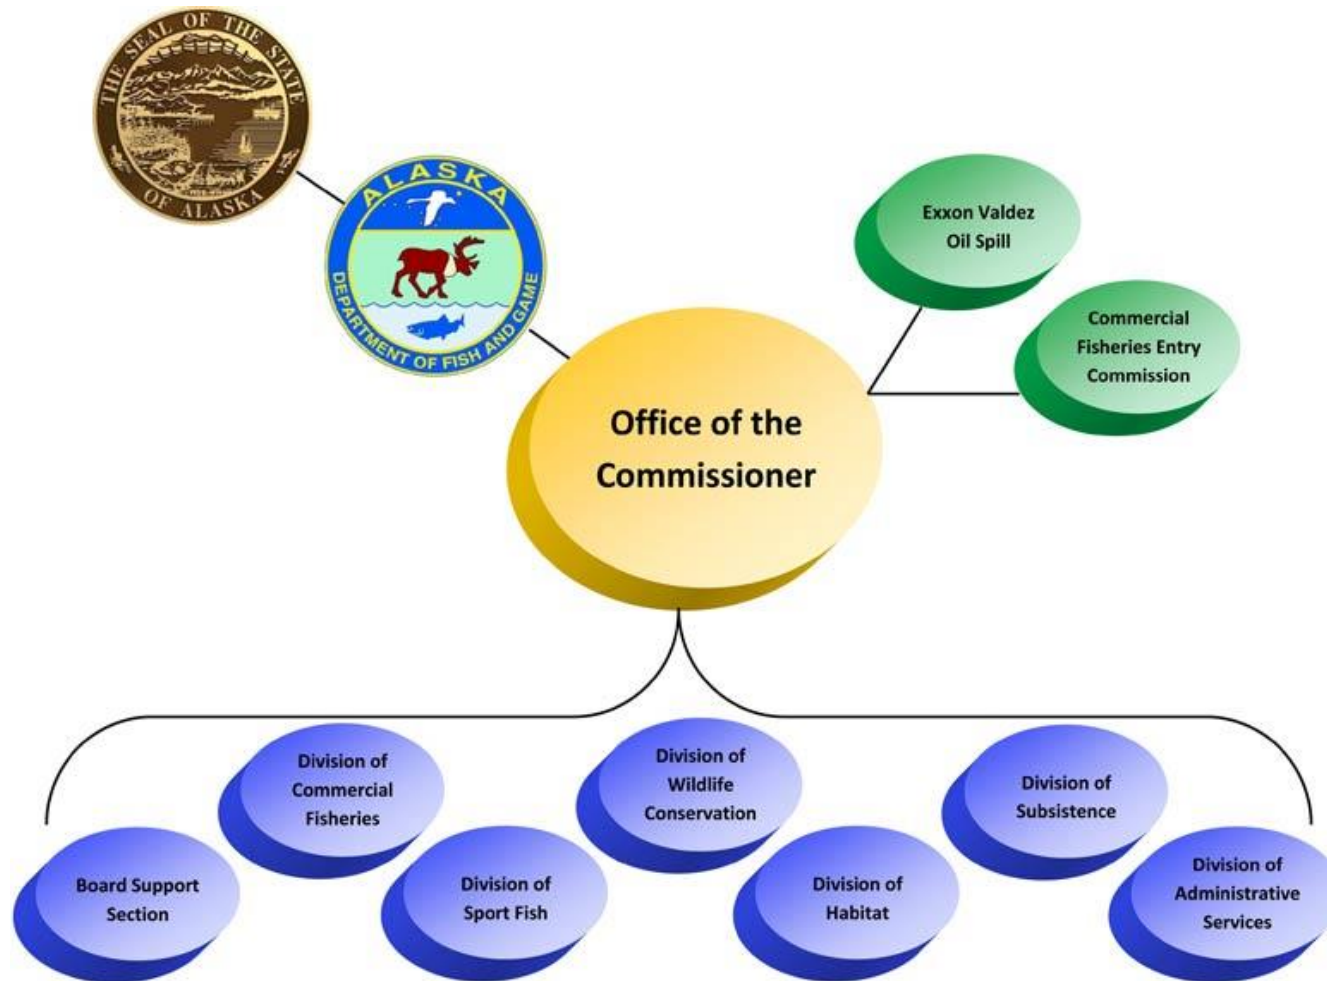 THE SEAL OF THE STATE
OF ALASKA
ALASKA
DEPARTMENT OF FISH AND GAME
Exxon Valdez
Oil Spill
Commercial
Fisheries Entry
Commission
Office of the
Commissioner
Division of
Commercial
Fisheries
Division of
Wildlife
Conservation
Division of
Subsistence
Board Support
Section
Division of
Sport Fish
Division of
Habitat
Division of
Administrative
Services